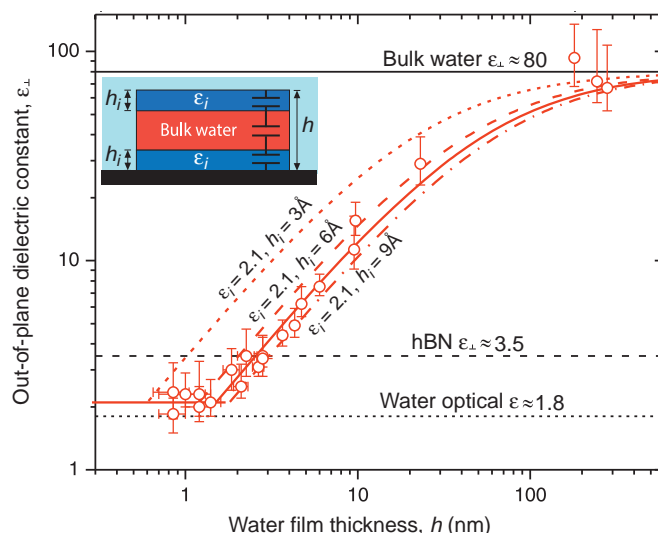 100
Bulk water ε⊥ ≈ 80
εi
hi
Bulk water
h
hi
εi
Out-of-plane dielectric constant, ε⊥
εi = 2.1, hi = 3Å
εi = 2.1, hi = 6Å
εi = 2.1, hi = 9Å
10
hBN ε⊥ ≈ 3.5
Water optical ε ≈ 1.8
1
1
10
100
Water film thickness, h (nm)